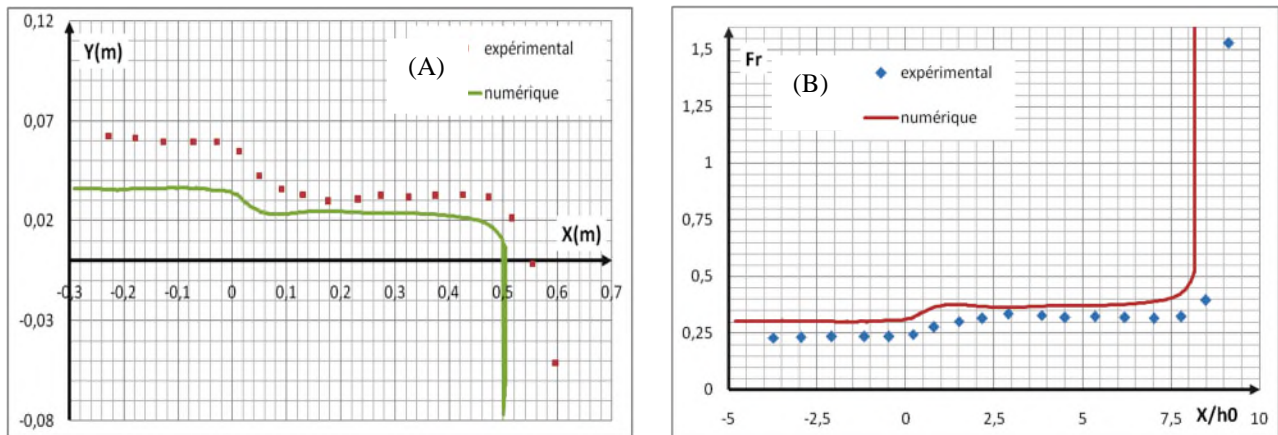 0,12
Y(m)
(A)
expérimental
numérique
0,07
0,02
X(m)
-0,3 -0,2 -0,1 0 0,1 0,2 0,3 0,4 0,5 0,6 0,7
-0,03
-0,08
1,5
Fr
(B)
expérimental
numérique
1,25
1
0,75
0,5
0,25
0
-5 -2,5 0 2,5 5 7,5 X/h0 10